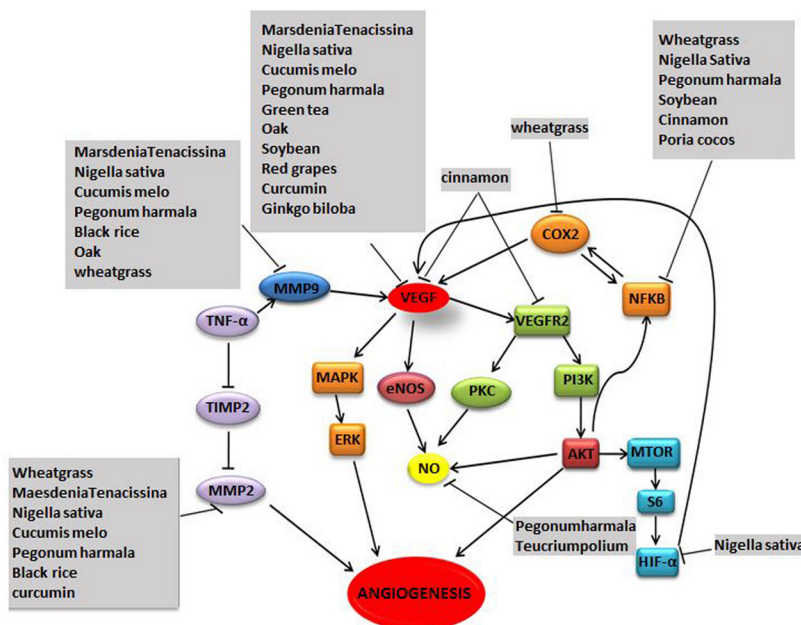 MarsdeniaTenacissina
Nigella sativa
Cucumis melo
Pegonum harmala
Green tea
Oak
Soybean
Red grapes
Curcumin
Ginkgo biloba
Wheatgrass
Nigella Sativa
Pegonum harmala
Soybean
Cinnamon
Poria cocos
wheatgrass
MarsdeniaTenacissina
Nigella sativa
Cucumis melo
Pegonum harmala
Black rice
Oak
wheatgrass
cinnamon
COX2
MMP9
VEGF
NFKB
TNF-α
VEGFR2
MAPK
eNOS
PKC
PI3K
TIMP2
ERK
NO
AKT
MTOR
Wheatgrass
MaesdeniaTenacissina
Nigella sativa
Cucumis melo
Pegonum harmala
Black rice
curcumin
MMP2
S6
Pegonumharmala
Teucriumpolium
HIF-α
Nigella sativa
ANGIOGENESIS